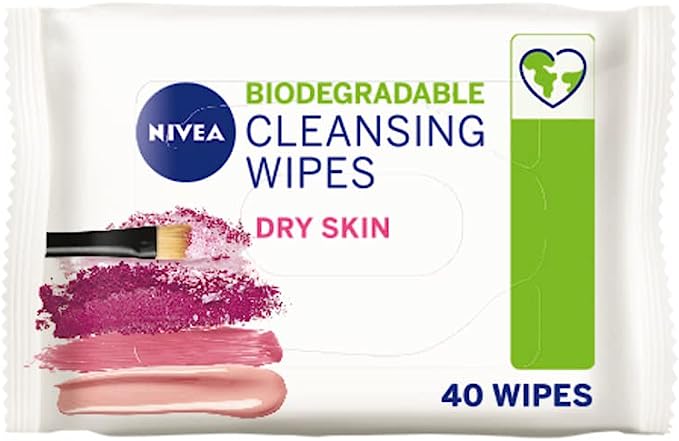 NIVEA
BIODEGRADABLE
CLEANSING
WIPES
DRY SKIN
40 WIPES